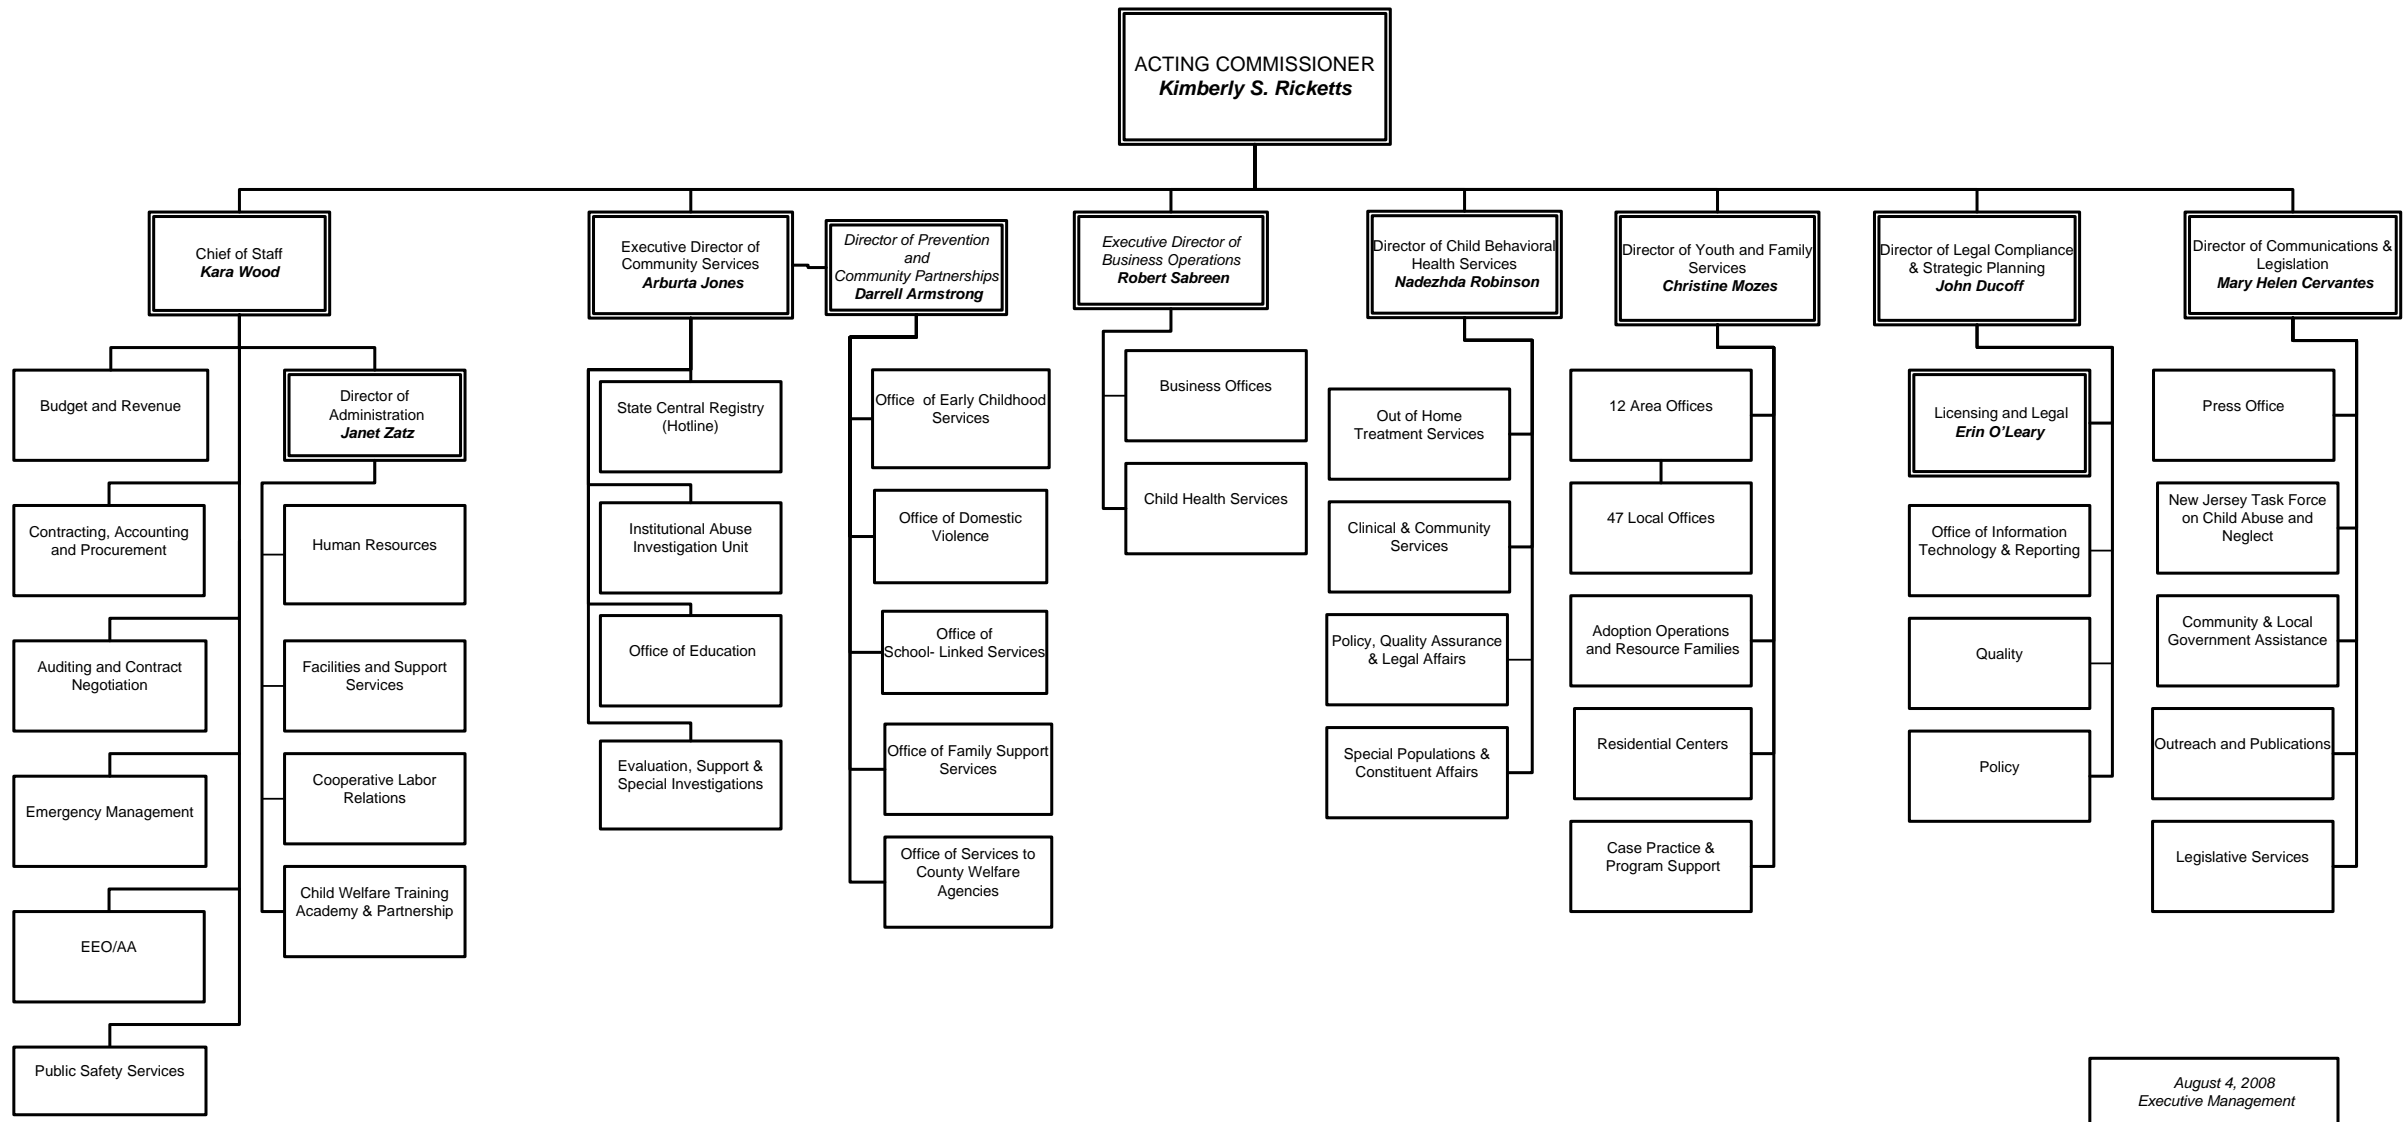 ACTING COMMISSIONER
Kimberly S. Ricketts
Chief of Staff
Kara Wood
Executive Director of
Community Services
Arburta Jones
Director of Prevention
and
Community Partnerships
Darrell Armstrong
Executive Director of
Business Operations
Robert Sabreen
Director of Child Behavioral
Health Services
Nadezhda Robinson
Director of Youth and Family
Services
Christine Mozes
Director of Legal Compliance
& Strategic Planning
John Ducoff
Director of Communications &
Legislation
Mary Helen Cervantes
Budget and Revenue
Contracting, Accounting
and Procurement
Auditing and Contract
Negotiation
Emergency Management
EEO/AA
Public Safety Services
Director of
Administration
Janet Zatz
Human Resources
Facilities and Support
Services
Cooperative Labor
Relations
Child Welfare Training
Academy & Partnership
State Central Registry
(Hotline)
Institutional Abuse
Investigation Unit
Office of Education
Evaluation, Support &
Special Investigations
Office of Early Childhood
Services
Office of Domestic
Violence
Office of
School- Linked Services
Office of Family Support
Services
Office of Services to
County Welfare
Agencies
Business Offices
Child Health Services
Out of Home
Treatment Services
Clinical & Community
Services
Policy, Quality Assurance
& Legal Affairs
Special Populations &
Constituent Affairs
12 Area Offices
47 Local Offices
Adoption Operations
and Resource Families
Residential Centers
Case Practice &
Program Support
Licensing and Legal
Erin O'Leary
Office of Information
Technology & Reporting
Quality
Policy
Press Office
New Jersey Task Force
on Child Abuse and
Neglect
Community & Local
Government Assistance
Outreach and Publications
Legislative Services
August 4, 2008
Executive Management